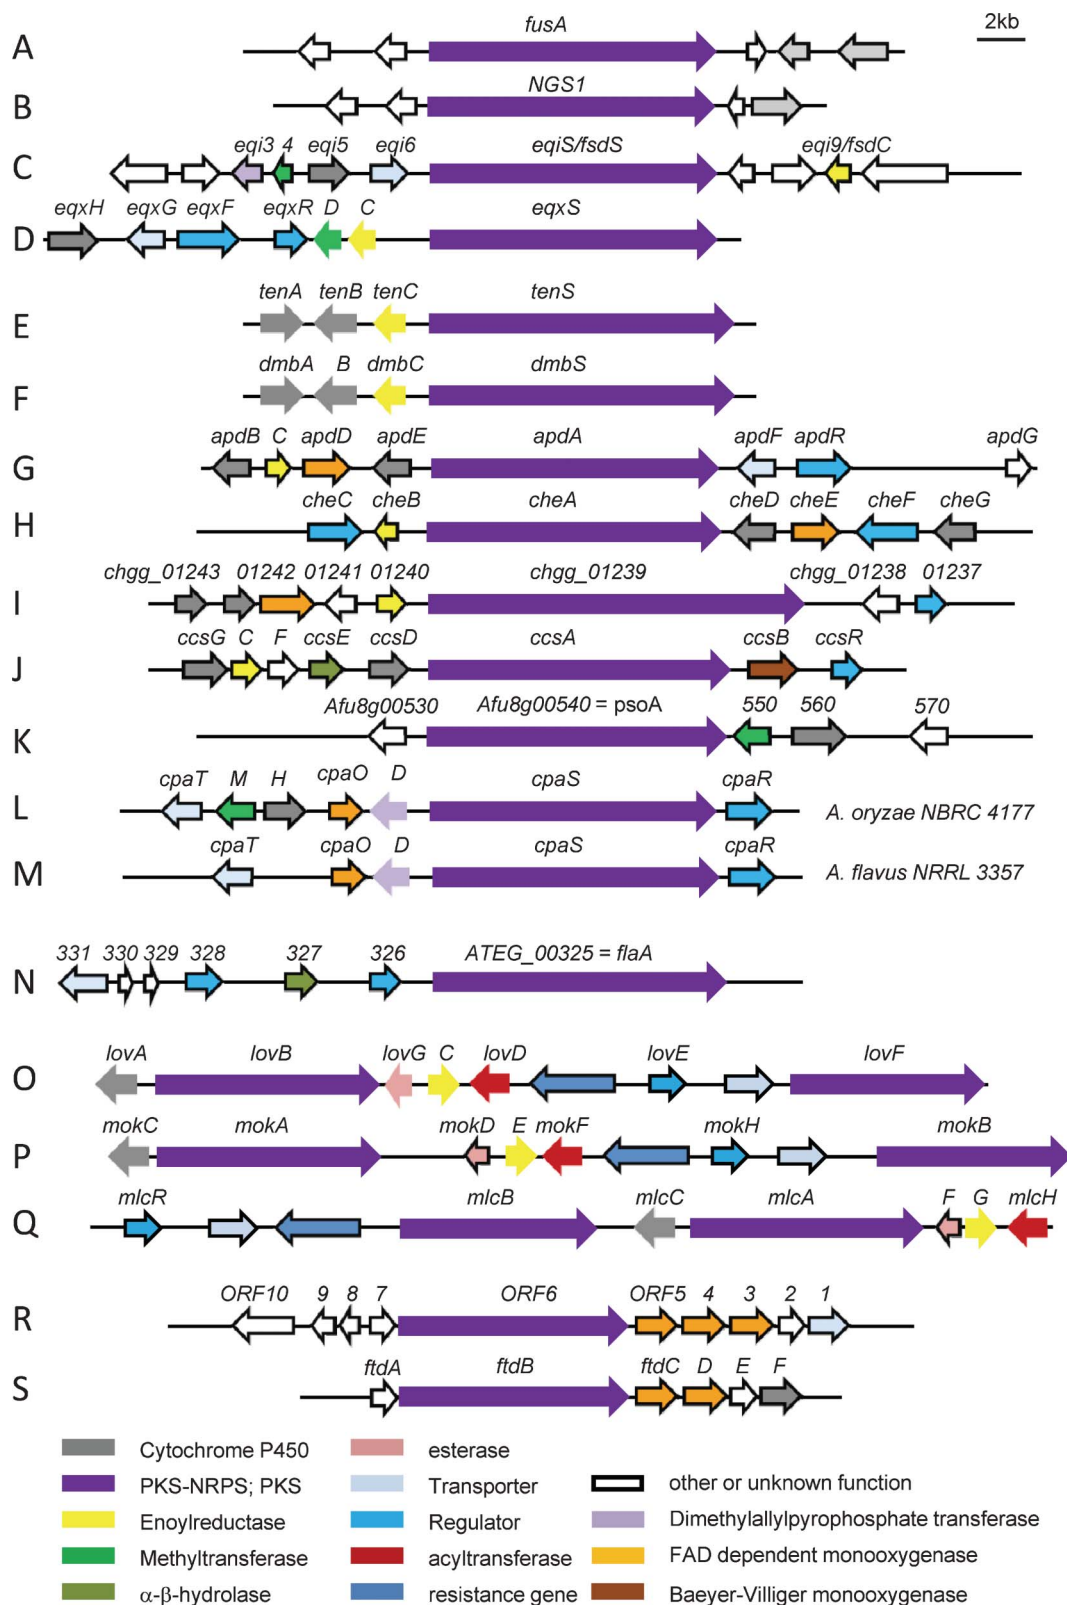 A fusA 2kb
B NGS1
C eqi3 4 eqi5 eqi6 eqiS/fsdS eqi9/fsdC
D eqxH eqxG eqxF eqxR D C eqxS
E tenA tenB tenC tenS
F dmbA B dmbC dmbS
G apdB C apdD apdE apdA apdF apdR apdG
H cheC cheB cheA cheD cheE cheF cheG
I chgg_01243 01242 01241 01240 chgg_01239 chgg_01238 01237
J ccsG C F ccsE ccsD ccsA ccsB ccsR
K Afu8g00530 Afu8g00540 = psoA 550 560 570
L cpaT M H cpaO D cpaS cpaR A. oryzae NBRC 4177
M cpaT cpaO D cpaS cpaR A. flavus NRRL 3357
N 331 330 329 328 327 326 ATEG_00325 = flaA
O lovA lovB lovG C lovD lovE lovF
P mokC mokA mokD E mokF mokH mokB
Q mlcR mlcB mlcC mlcA F G mlcH
R ORF10 9 8 7 ORF6 ORF5 4 3 2 1
S ftdA ftdB ftdC D E F
Cytochrome P450 esterase
PKS-NRPS; PKS Transporter other or unknown function
Enoylreductase Regulator Dimethylallylpyrophosphate transferase
Methyltransferase acyltransferase FAD dependent monooxygenase
α-β-hydrolase resistance gene Baeyer-Villiger monooxygenase